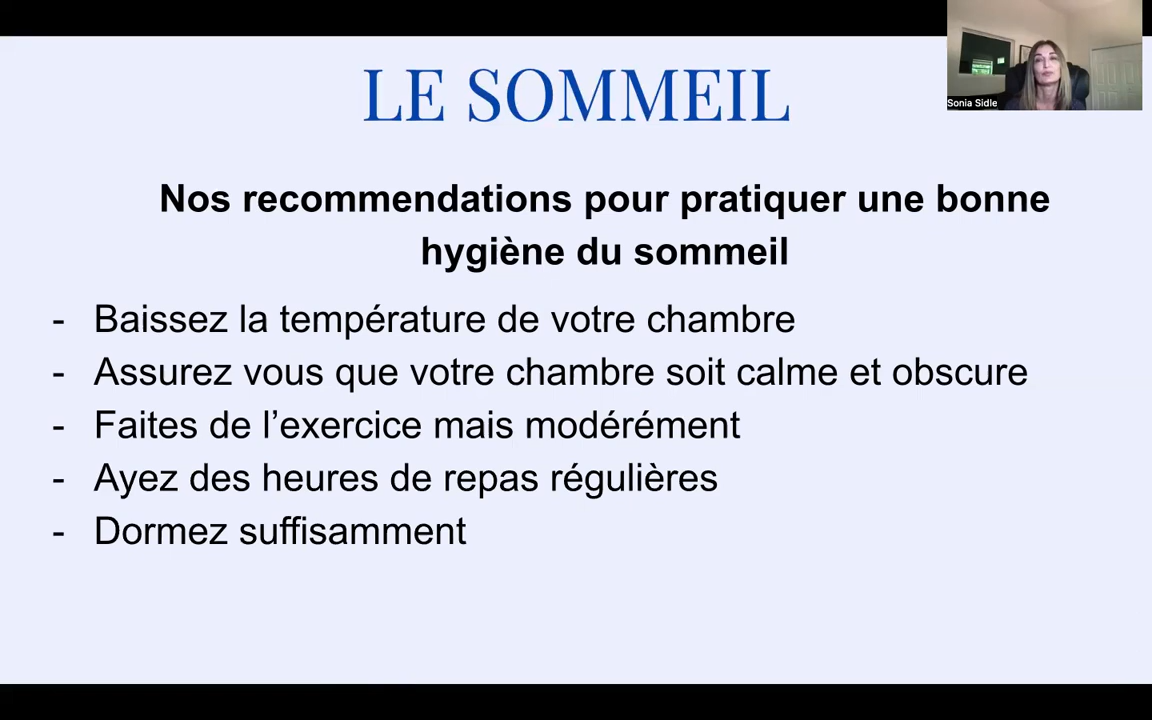 LE SOMMEIL
Sonia Sidle
Nos recommendations pour pratiquer une bonne
hygiène du sommeil
- Baissez la température de votre chambre
- Assurez vous que votre chambre soit calme et obscure
- Faites de l’exercice mais modérément
- Ayez des heures de repas régulières
- Dormez suffisamment